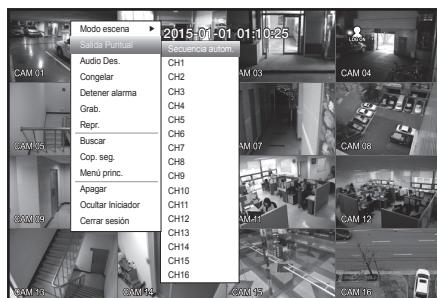 2015-01-01 01:10:25
Modo escena
Salida Puntual
Audio Des.
Congelar
Detener alarma
Grab.
Repr.
Buscar
Cop. seg.
Menú princ.
Apagar
Ocultar Iniciador
Cerrar sesión
Secuencia autom.
CH1
CH2
CH3
CH4
CH5
CH6
CH7
CH8
CH9
CH10
CH11
CH12
CH13
CH14
CH15
CH16
LOG ON
CAM 01
CAM 03
CAM 04
CAM 05
CAM 07
CAM 08
CAM 09
CAM 11
CAM 12
CAM 13
CAM 14
CAM 15
CAM 16